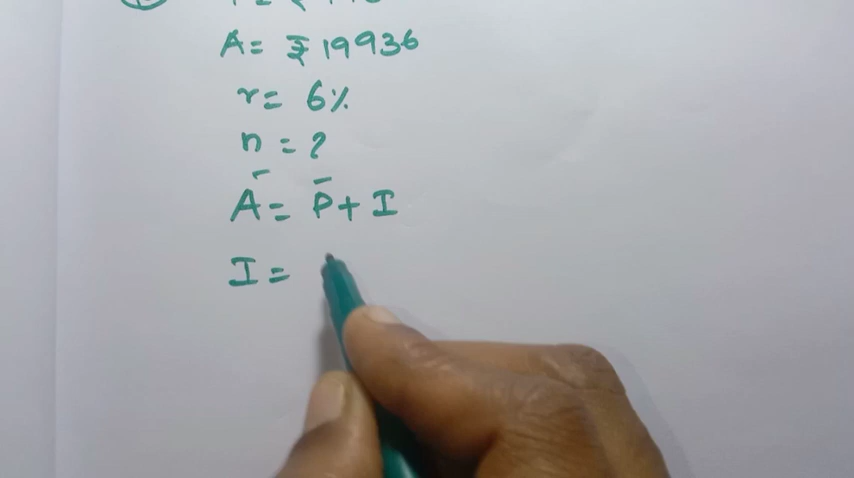 A = ₹ 19936
r = 6%
n = ?
A = P + I
I =